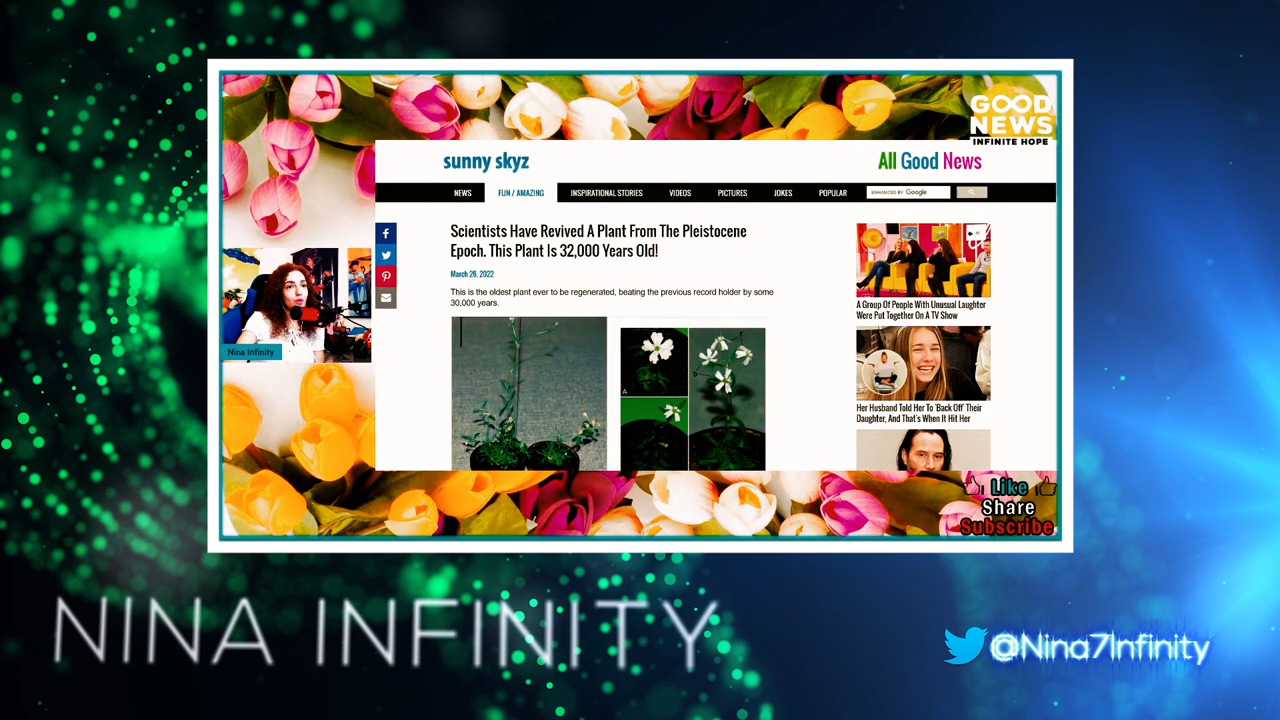 GOOD
NEWS
INFINITE HOPE
sunny skyz
All Good News
NEWS FUN / AMAZING INSPIRATIONAL STORIES VIDEOS PICTURES JOKES POPULAR ENHANCED BY Google
Scientists Have Revived A Plant From The Pleistocene
Epoch. This Plant Is 32,000 Years Old!
March 26, 2022
This is the oldest plant ever to be regenerated, beating the previous record holder by some
30,000 years.
A
A Group Of People With Unusual Laughter
Were Put Together On A TV Show
Nina Infinity
Her Husband Told Her To 'Back Off' Their
Daughter, And That's When It Hit Her
Like
Share
Subscribe
NINA INFINITY
@Nina7Infinity